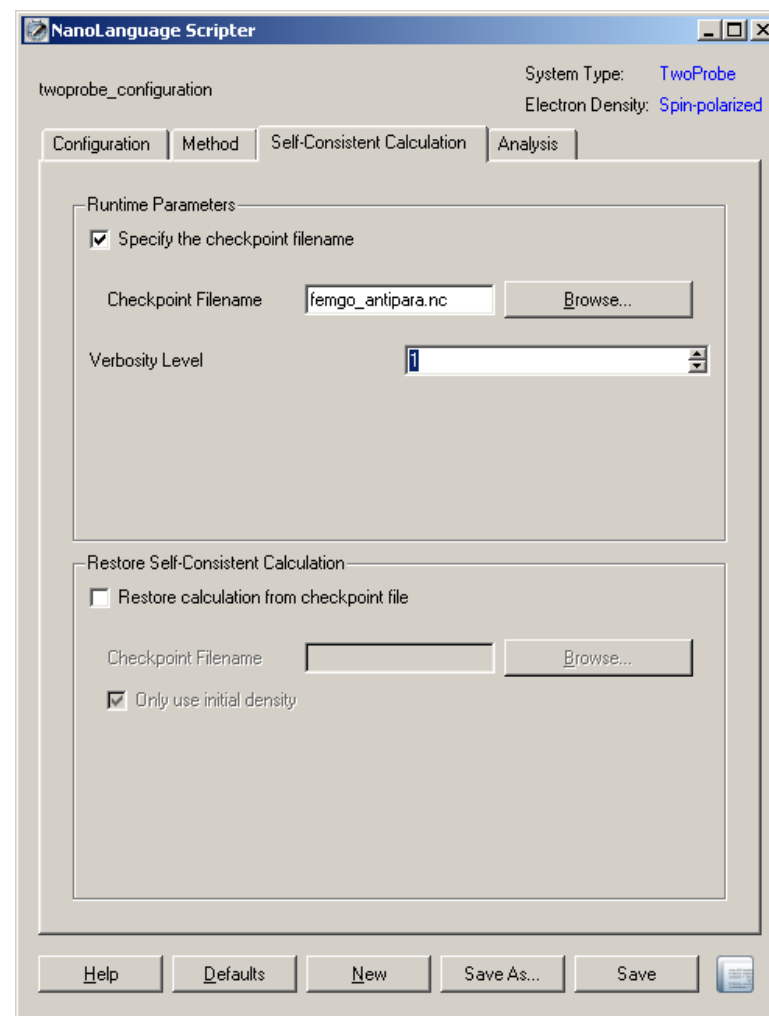 NanoLanguage Scripter
System Type: TwoProbe
twoprobe_configuration
Electron Density: Spin-polarized
Configuration Method Self-Consistent Calculation Analysis
Runtime Parameters
Specify the checkpoint filename
Checkpoint Filename femgo_antipara.nc Browse...
Verbosity Level 1
Restore Self-Consistent Calculation
Restore calculation from checkpoint file
Checkpoint Filename Browse...
Only use initial density
Help Defaults New Save As... Save